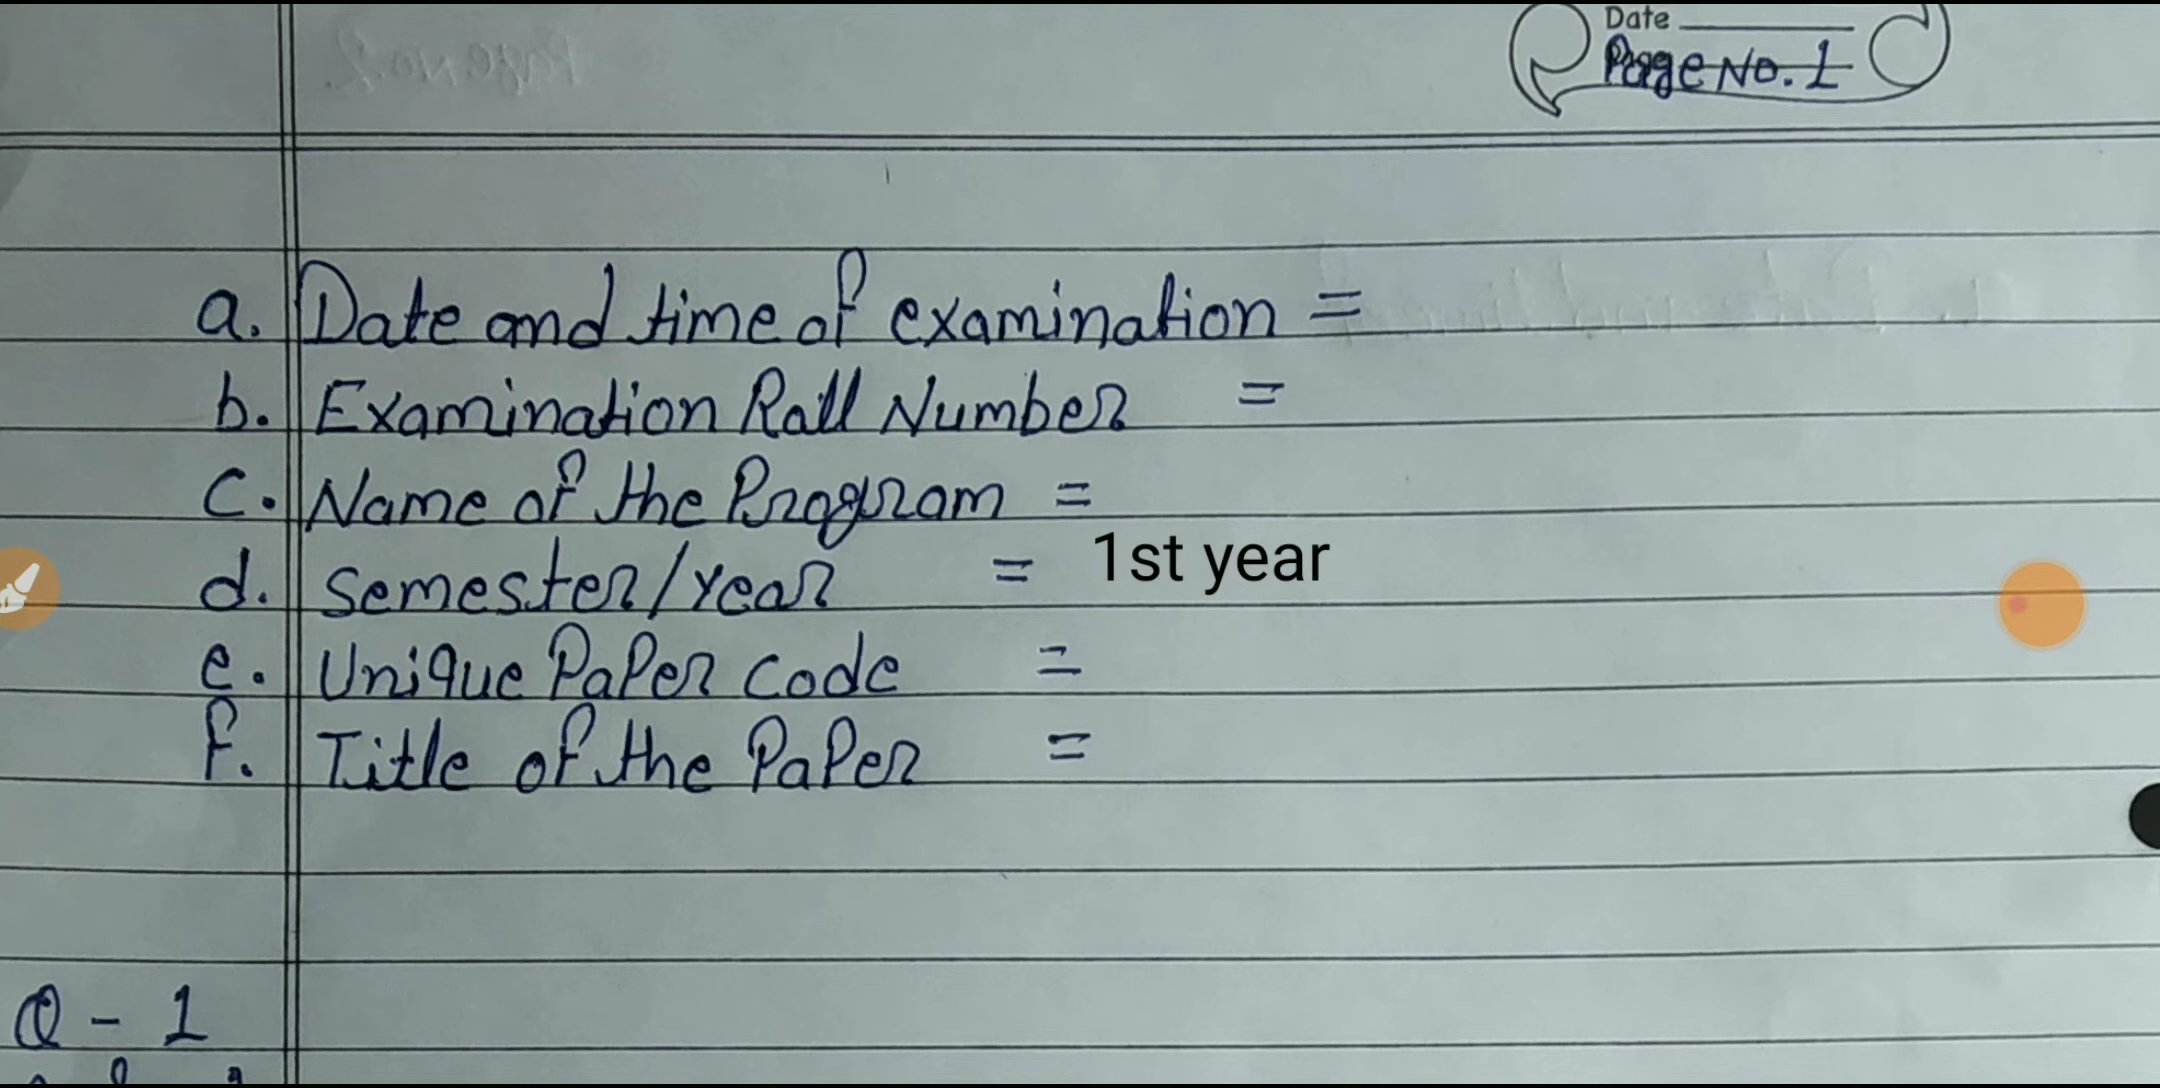 Date
Page No. 1
a. Date and time of examination =
b. Examination Roll Number =
c. Name of the Program =
d. Semester/Year = 1st year
e. Unique Paper Code =
f. Title of the Paper =
Q - 1